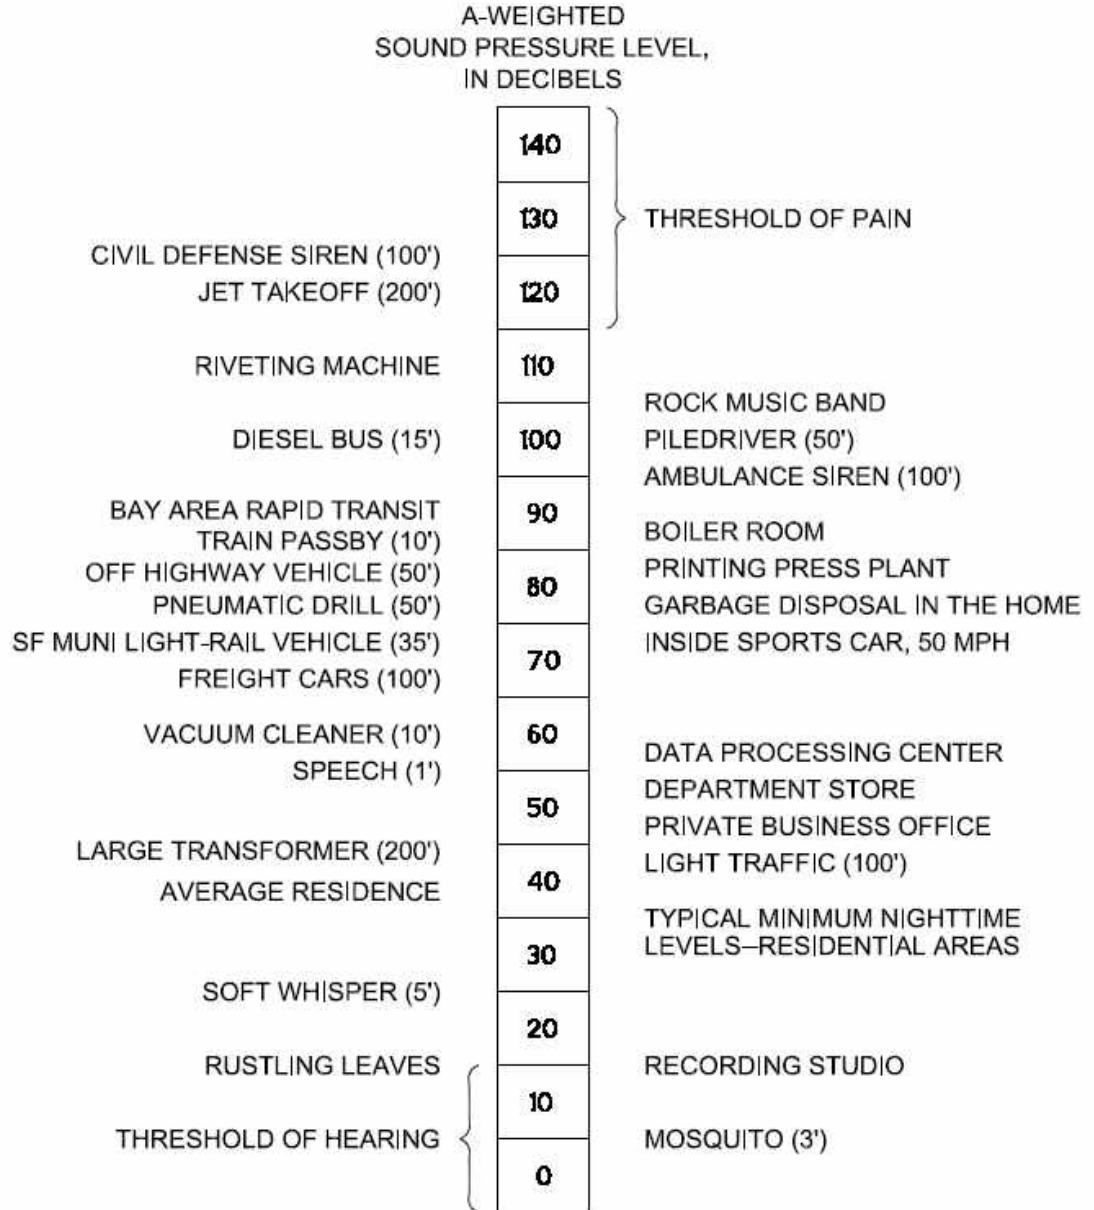 A-WEIGHTED
SOUND PRESSURE LEVEL,
IN DECIBELS
140
130
THRESHOLD OF PAIN
CIVIL DEFENSE SIREN (100')
JET TAKEOFF (200')
120
RIVETING MACHINE
110
ROCK MUSIC BAND
DIESEL BUS (15')
100
PILEDRIVER (50')
AMBULANCE SIREN (100')
BAY AREA RAPID TRANSIT
TRAIN PASSBY (10')
90
BOILER ROOM
OFF HIGHWAY VEHICLE (50')
PNEUMATIC DRILL (50')
80
PRINTING PRESS PLANT
GARBAGE DISPOSAL IN THE HOME
SF MUNI LIGHT-RAIL VEHICLE (35')
FREIGHT CARS (100')
70
INSIDE SPORTS CAR, 50 MPH
VACUUM CLEANER (10')
60
SPEECH (1')
DATA PROCESSING CENTER
DEPARTMENT STORE
50
PRIVATE BUSINESS OFFICE
LARGE TRANSFORMER (200')
LIGHT TRAFFIC (100')
AVERAGE RESIDENCE
40
TYPICAL MINIMUM NIGHTTIME
LEVELS–RESIDENTIAL AREAS
30
SOFT WHISPER (5')
20
RUSTLING LEAVES
RECORDING STUDIO
10
THRESHOLD OF HEARING
MOSQUITO (3')
0